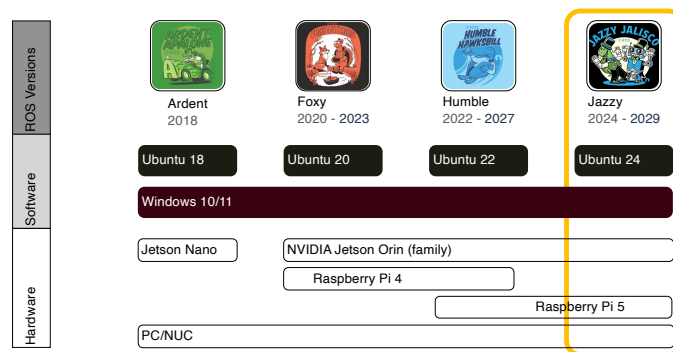 ROS Versions
ARDENT
APALONE
HUMBLE
HAWKSBILL
JAZZY JALISCO
Ardent
2018
Foxy
2020 - 2023
Humble
2022 - 2027
Jazzy
2024 - 2029
Software
Ubuntu 18
Ubuntu 20
Ubuntu 22
Ubuntu 24
Windows 10/11
Hardware
Jetson Nano
NVIDIA Jetson Orin (family)
Raspberry Pi 4
Raspberry Pi 5
PC/NUC